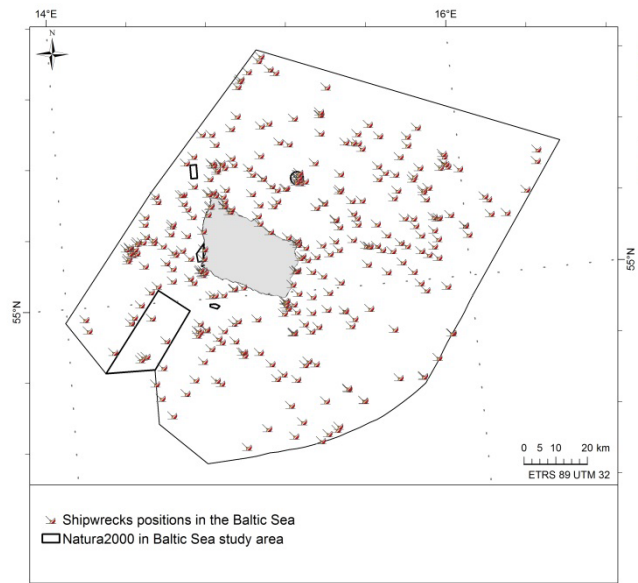 14°E
16°E
N
55°N
55°N
0 5 10 20 km
ETRS 89 UTM 32
Shipwrecks positions in the Baltic Sea
Natura2000 in Baltic Sea study area